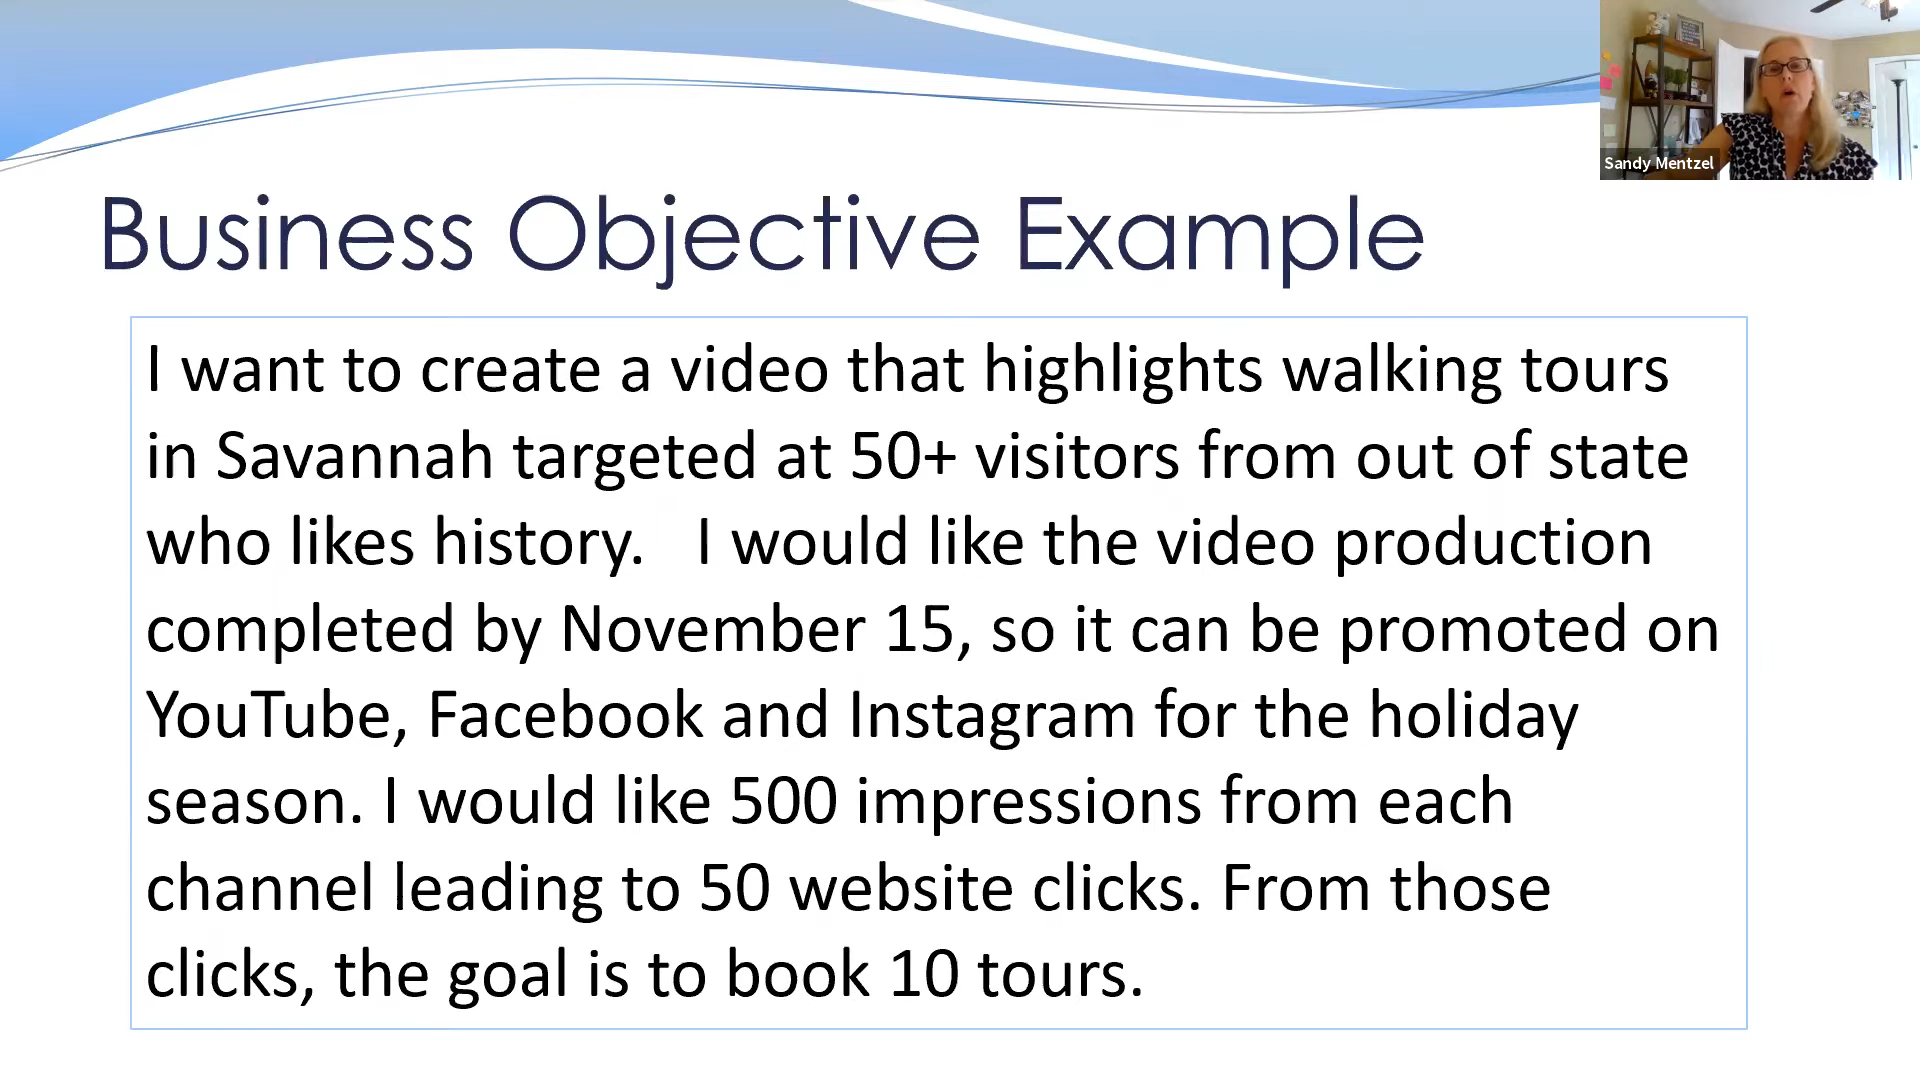 Sandy Mentzel
Business Objective Example
I want to create a video that highlights walking tours
in Savannah targeted at 50+ visitors from out of state
who likes history.   I would like the video production
completed by November 15, so it can be promoted on
YouTube, Facebook and Instagram for the holiday
season. I would like 500 impressions from each
channel leading to 50 website clicks. From those
clicks, the goal is to book 10 tours.